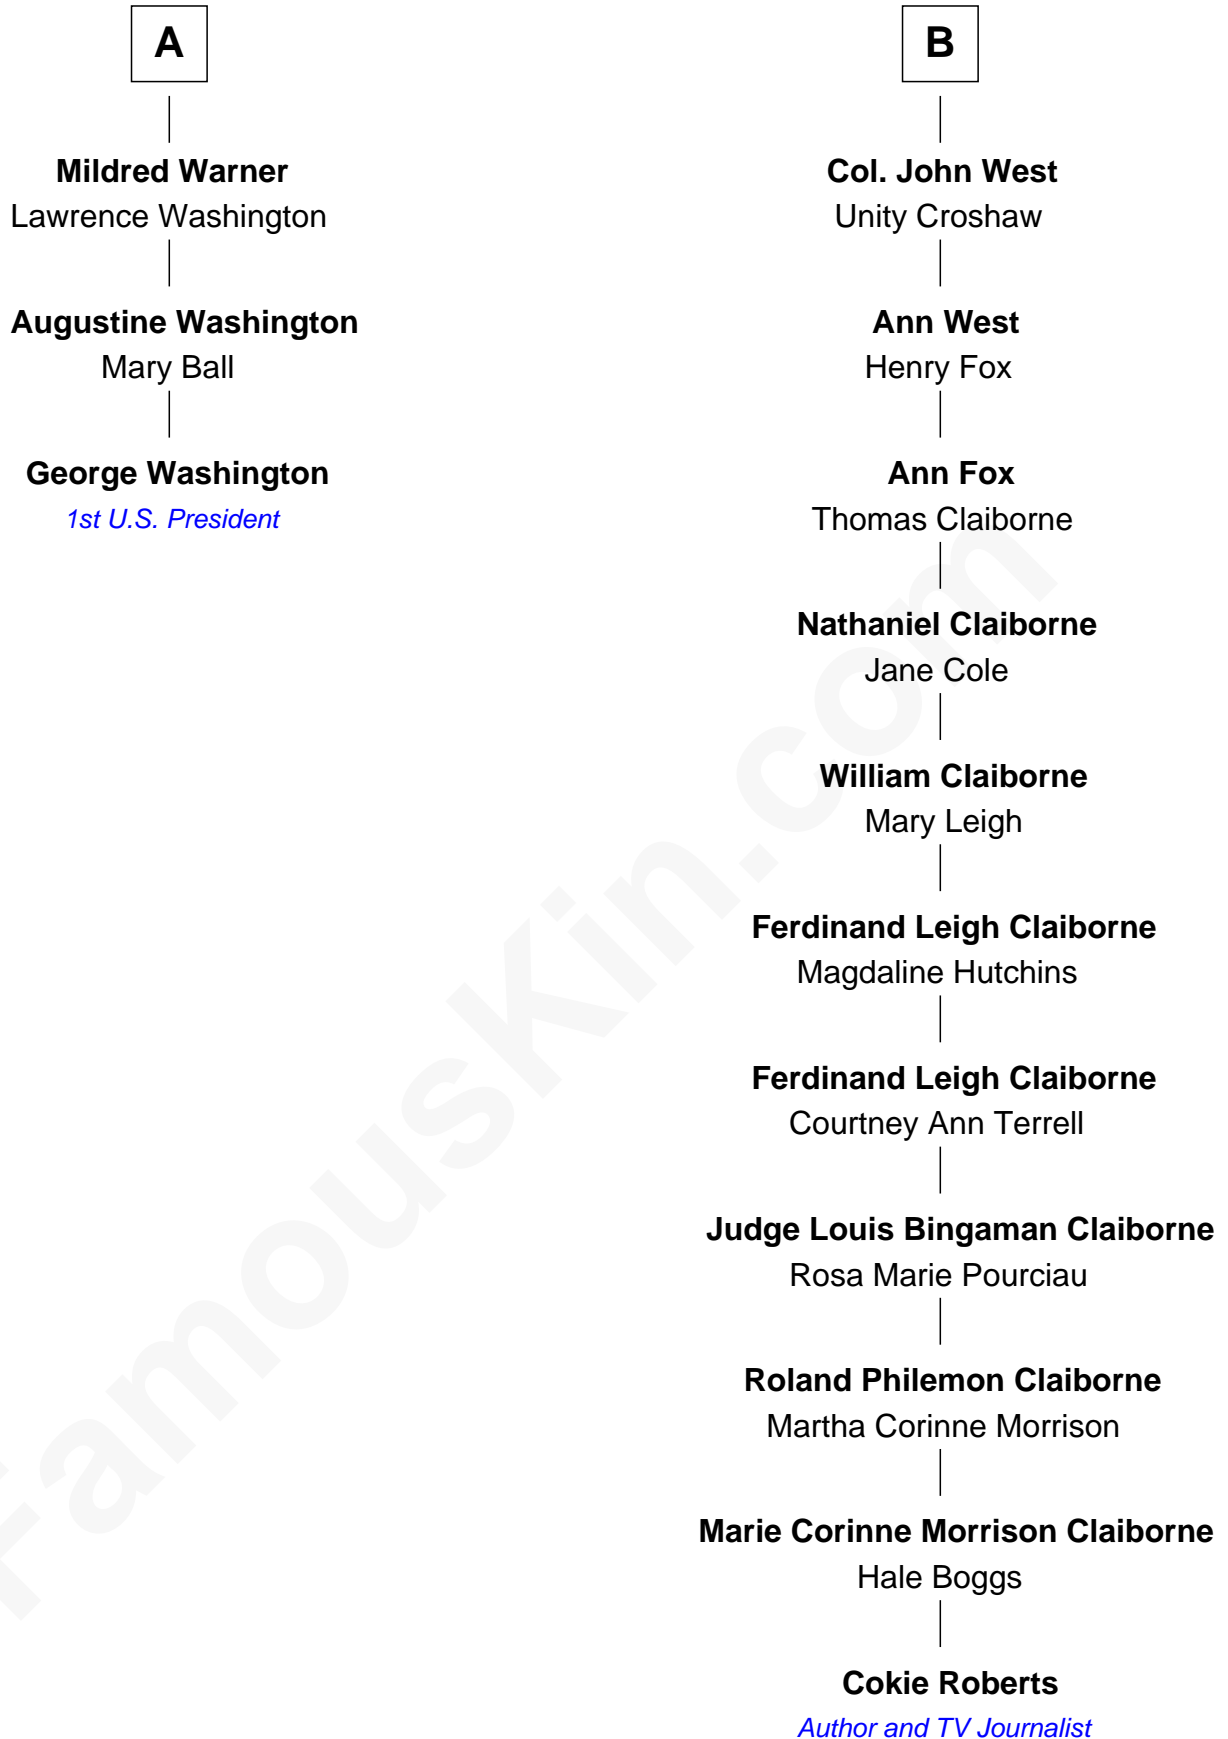 A
Mildred Warner
Lawrence Washington
Augustine Washington
Mary Ball
George Washington
1st U.S. President
B
Col. John West
Unity Croshaw
Ann West
Henry Fox
Ann Fox
Thomas Claiborne
Nathaniel Claiborne
Jane Cole
William Claiborne
Mary Leigh
Ferdinand Leigh Claiborne
Magdaline Hutchins
Ferdinand Leigh Claiborne
Courtney Ann Terrell
Judge Louis Bingaman Claiborne
Rosa Marie Pourciau
Roland Philemon Claiborne
Martha Corinne Morrison
Marie Corinne Morrison Claiborne
Hale Boggs
Cokie Roberts
Author and TV Journalist
FamousKin.com